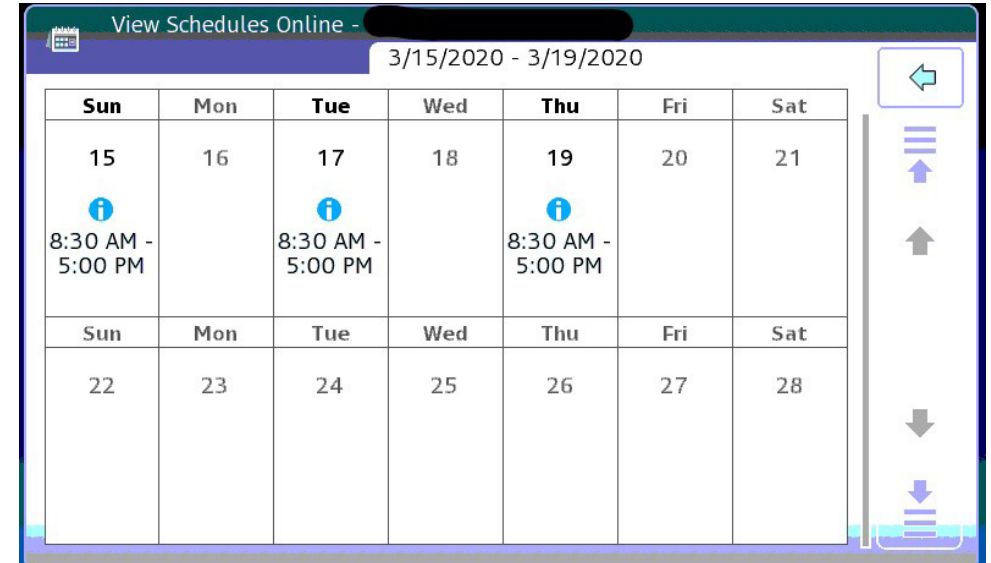 View Schedules Online -
3/15/2020 - 3/19/2020
Sun Mon Tue Wed Thu Fri Sat
15 16 17 18 19 20 21
8:30 AM - 8:30 AM - 8:30 AM -
5:00 PM 5:00 PM 5:00 PM
Sun Mon Tue Wed Thu Fri Sat
22 23 24 25 26 27 28